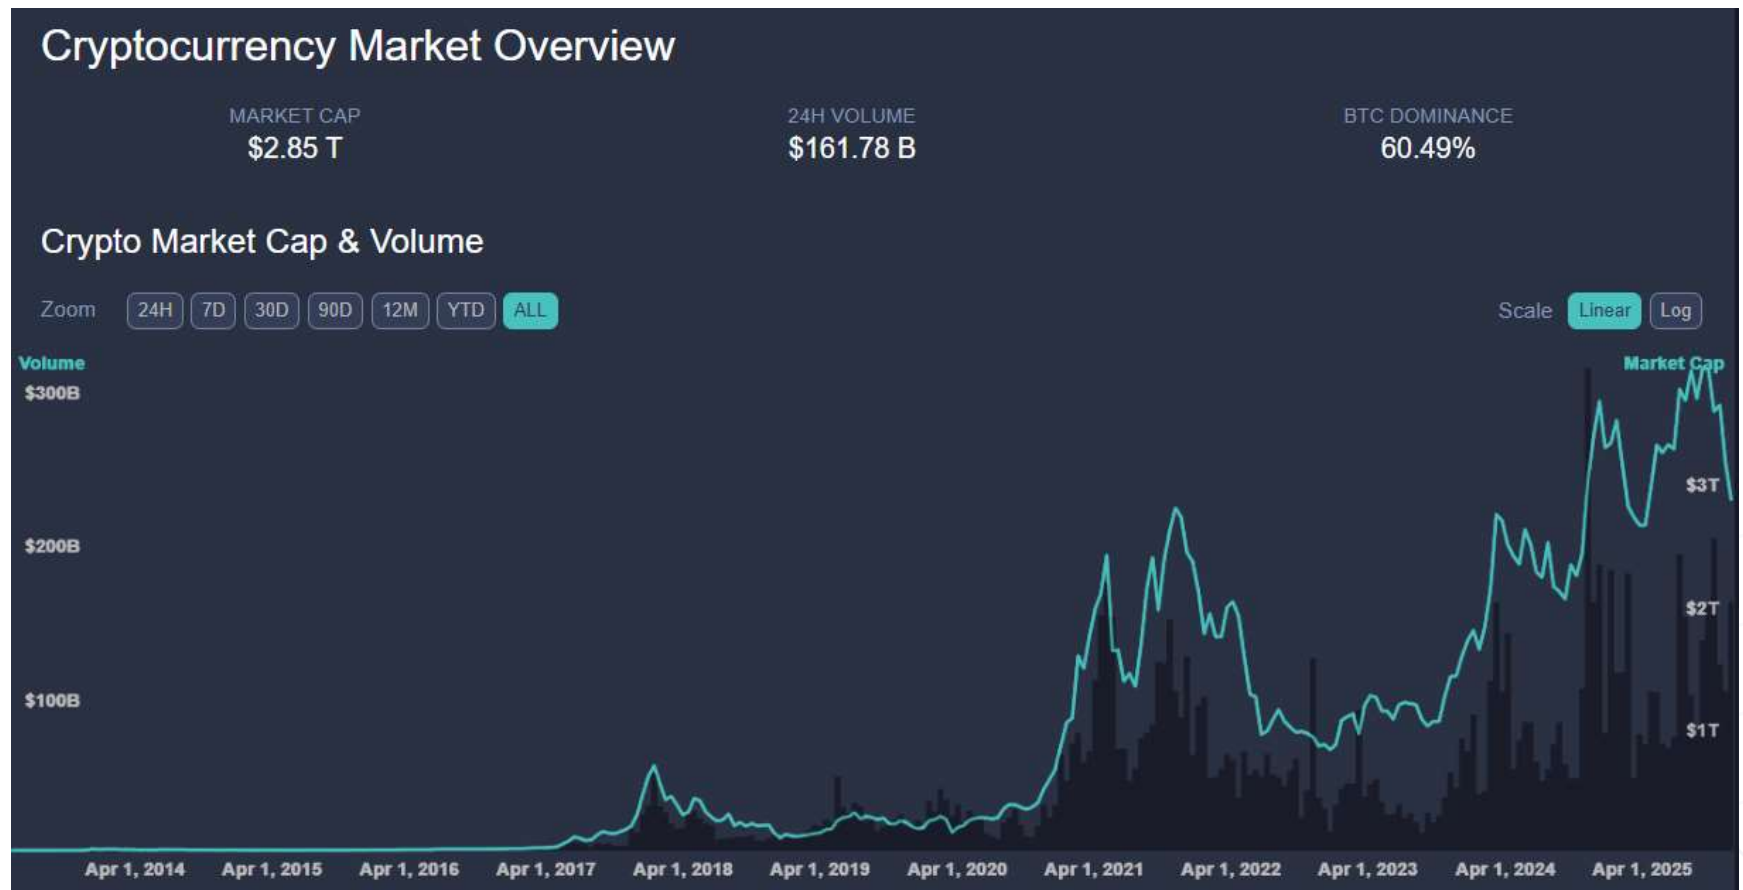 Cryptocurrency Market Overview
MARKET CAP
$2.85 T
24H VOLUME
$161.78 B
BTC DOMINANCE
60.49%
Crypto Market Cap & Volume
Zoom 24H 7D 30D 90D 12M YTD ALL Scale Linear Log
Volume Market Cap
$300B
$3T
$200B
$2T
$100B
$1T
Apr 1, 2014 Apr 1, 2015 Apr 1, 2016 Apr 1, 2017 Apr 1, 2018 Apr 1, 2019 Apr 1, 2020 Apr 1, 2021 Apr 1, 2022 Apr 1, 2023 Apr 1, 2024 Apr 1, 2025